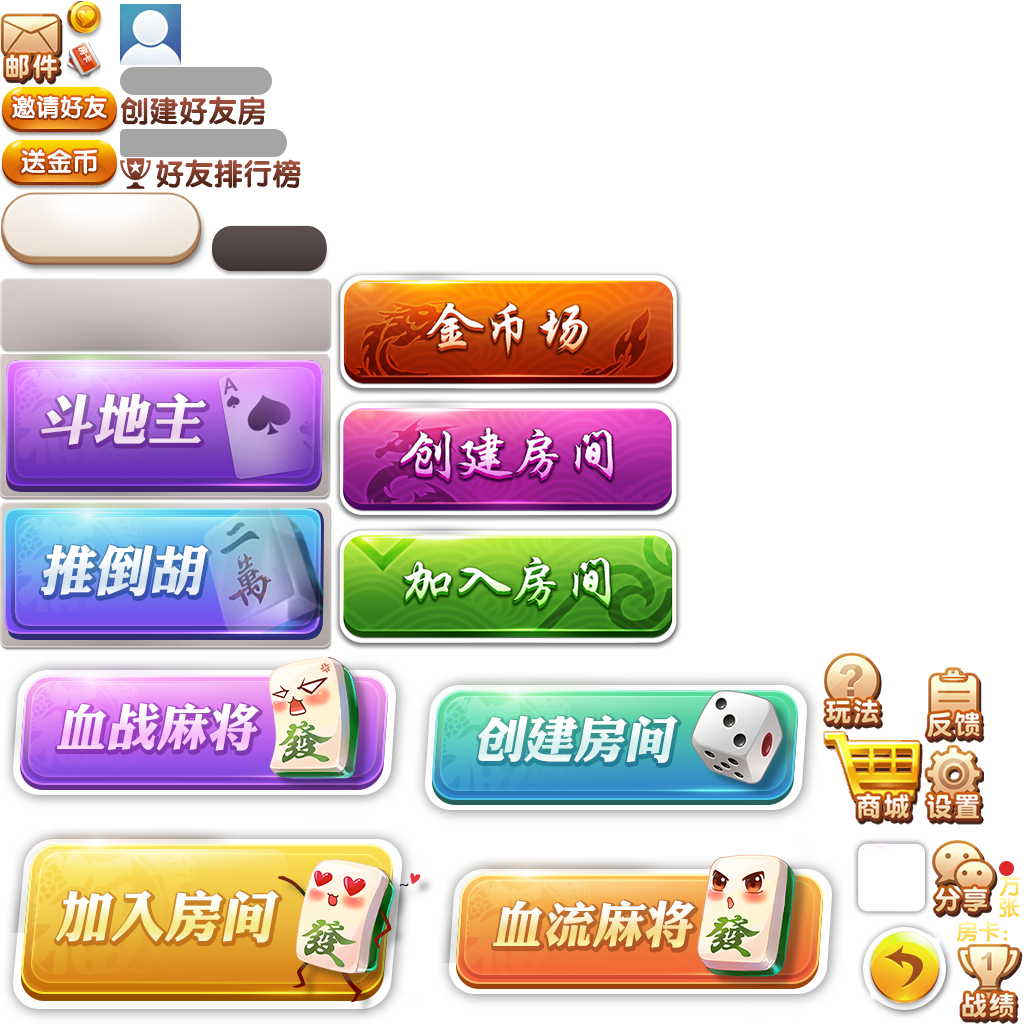 邮件
房卡
邀请好友
创建好友房
送金币
好友排行榜
金币场
A
斗地主
创建房间
推倒胡
二萬
加入房间
血战麻将
發
创建房间
玩法
反馈
商城
设置
加入房间
發
血流麻将
發
分享
万
张
房卡:
1
战绩